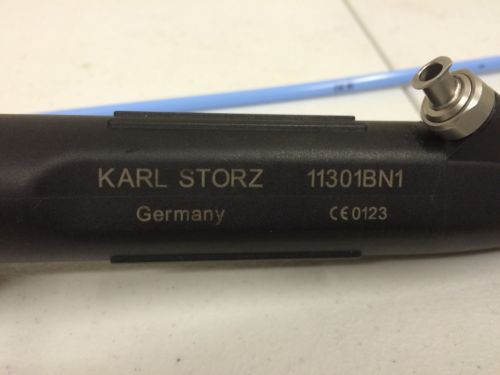 KARL STORZ 11301BN1
Germany CE0123